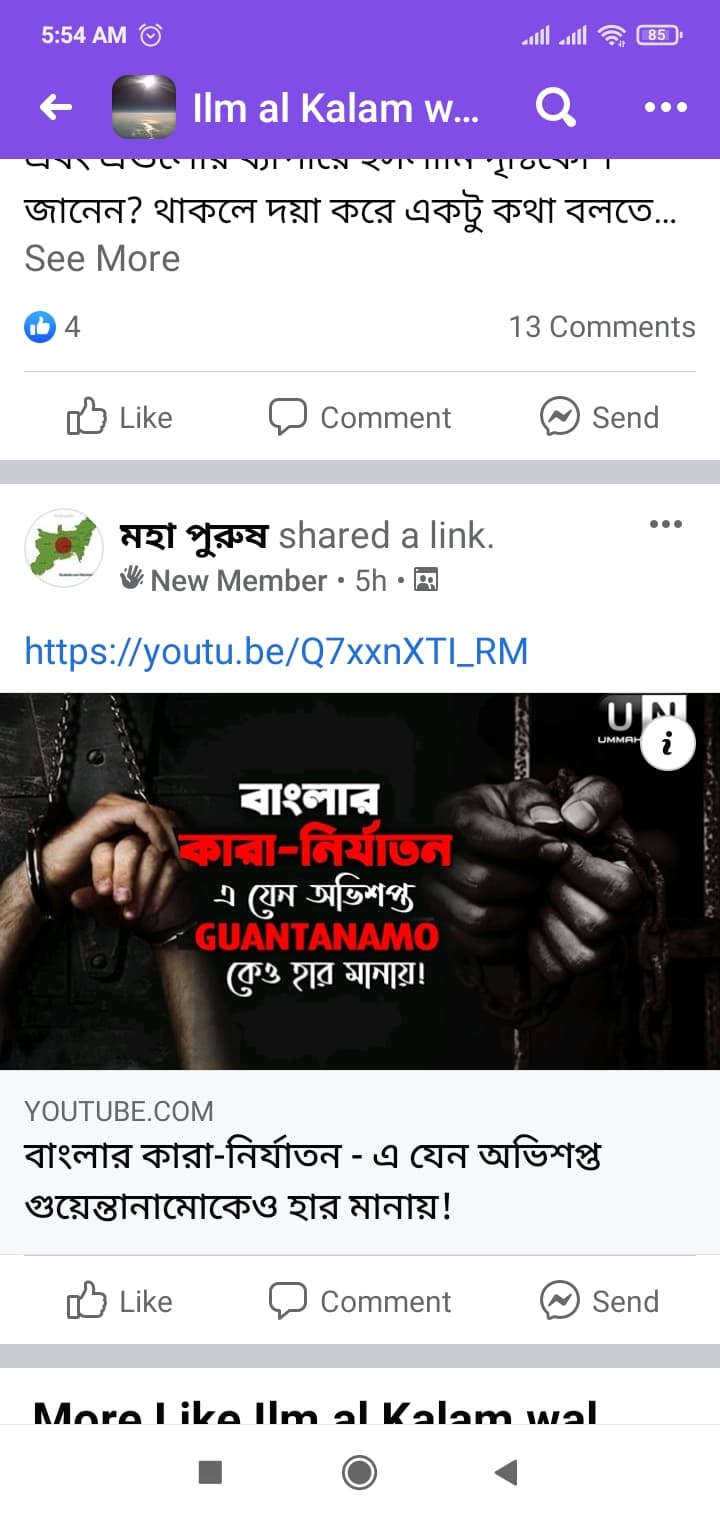 5:54 AM
85
Ilm al Kalam w...
জানেন? থাকলে দয়া করে একটু কথা বলতে...
See More
4
13 Comments
Like
Comment
Send
মহা পুরুষ shared a link.
New Member • 5h •
https://youtu.be/Q7xxnXTI_RM
UN
UMMAH
বাংলার
কারা-নির্যাতন
এ যেন অভিশপ্ত
GUANTANAMO
কেও হার মানায়!
YOUTUBE.COM
বাংলার কারা-নির্যাতন - এ যেন অভিশপ্ত
গুয়েন্তানামোকেও হার মানায়!
Like
Comment
Send
More Like Ilm al Kalam wal